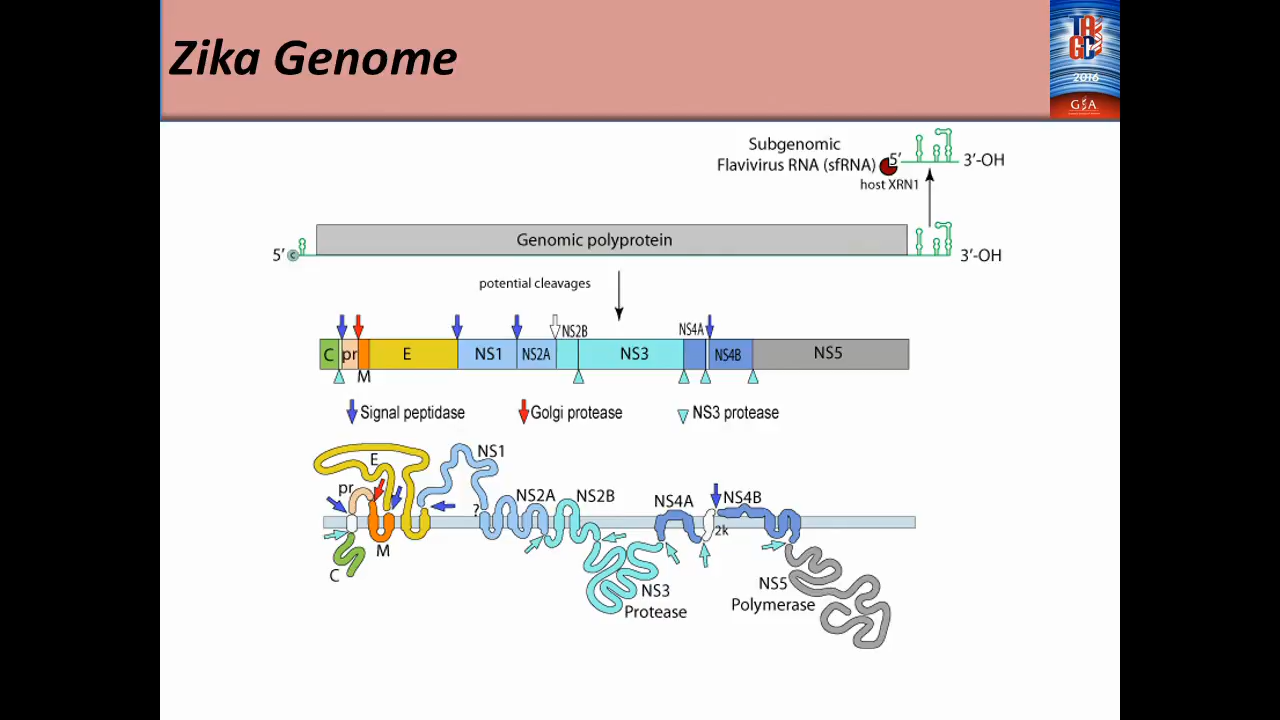 Zika Genome
TA
GC
2016
GSA
Subgenomic
Flavivirus RNA (sfRNA)
5’
3’-OH
host XRN1
Genomic polyprotein
5’
C
3’-OH
potential cleavages
NS2B
NS4A
C
pr
E
NS1
NS2A
NS3
NS4B
NS5
M
Signal peptidase
Golgi protease
NS3 protease
E
NS1
pr
NS2A
NS2B
NS4A
NS4B
?
2k
M
C
NS3
Protease
NS5
Polymerase